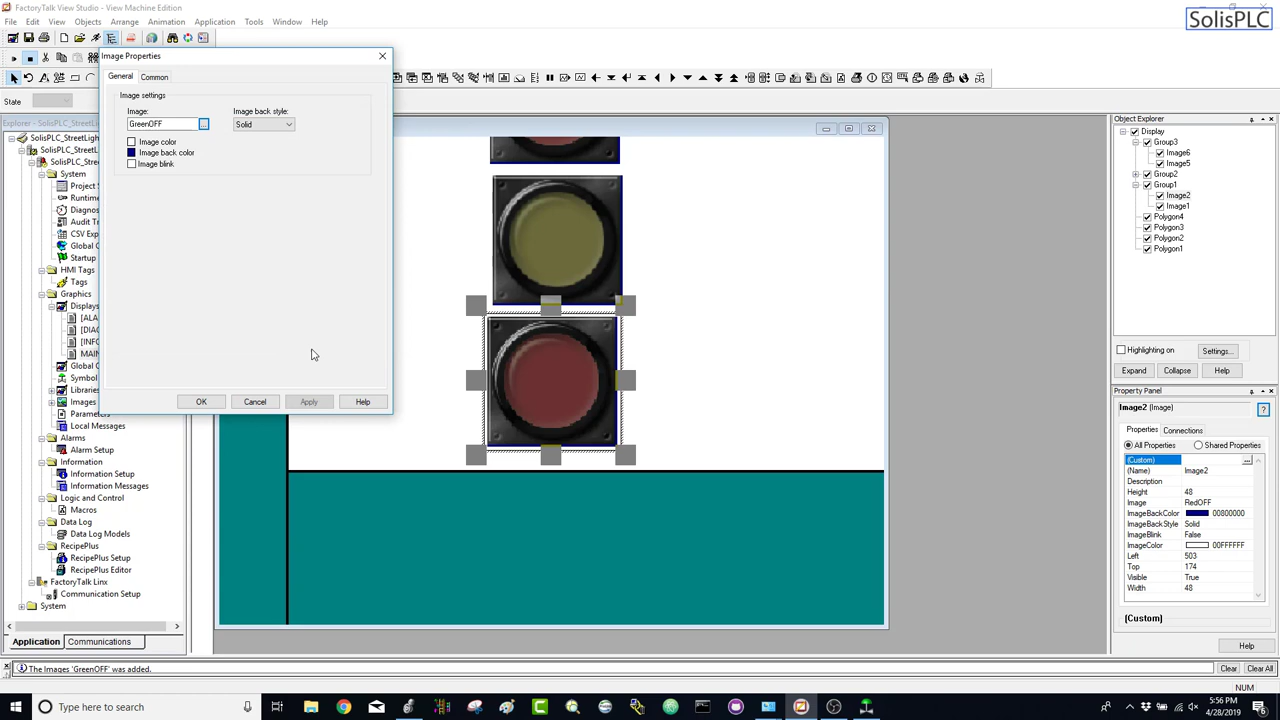 FactoryTalk View Studio - View Machine Edition
SolisPLC
File Edit View Objects Arrange Animation Application Tools Window Help
Image Properties
General Common
State
Explorer - SolisPLC_StreetLigh
Image settings
Image:
Image back style:
GreenOFF
...
Solid
Image color
Image back color
Image blink
OK
Cancel
Apply
Help
SolisPLC_StreetLigh
SolisPLC_StreetL
SolisPLC_St
System
Project S
Runtime
Diagnos
Audit Tr
CSV Exp
Global C
Startup
HMI Tags
Tags
Graphics
Displays
[ALA
[DIAC
[INFC
MAIN
Global C
Symbol
Libraries
Images
Parameters
Local Messages
Alarms
Alarm Setup
Information
Information Setup
Information Messages
Logic and Control
Macros
Data Log
Data Log Models
RecipePlus
RecipePlus Setup
RecipePlus Editor
FactoryTalk Linx
Communication Setup
System
Application Communications
Object Explorer
Display
Group3
Image6
Image5
Group2
Group1
Image2
Image1
Polygon4
Polygon3
Polygon2
Polygon1
Highlighting on
Settings...
Expand
Collapse
Help
Property Panel
Image2 (Image)
?
Properties Connections
All Properties Shared Properties
(Custom) ...
(Name) Image2
Description
Height 48
Image RedOFF
ImageBackColor 00800000
ImageBackStyle Solid
ImageBlink False
ImageColor 00FFFFFF
Left 503
Top 174
Visible True
Width 48
(Custom)
Help
The Images 'GreenOFF' was added.
Clear
Clear All
NUM
Type here to search
5:56 PM
4/28/2019